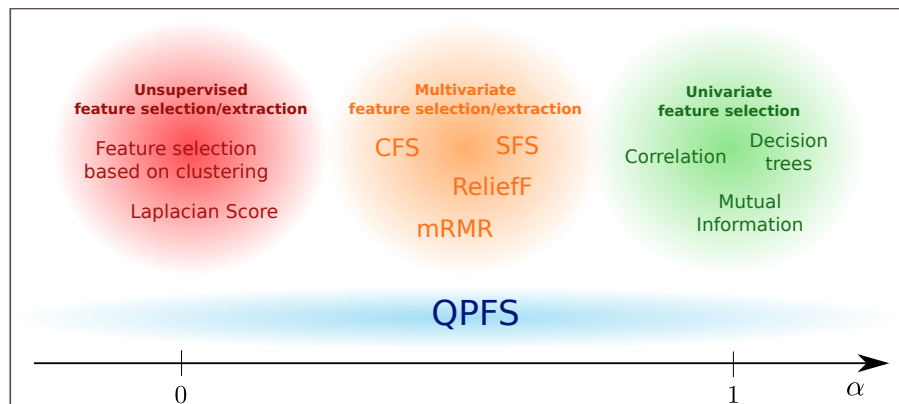 Unsupervised
feature selection/extraction
Feature selection
based on clustering
Laplacian Score
Multivariate
feature selection/extraction
CFS SFS
ReliefF
mRMR
Univariate
feature selection
Correlation
Decision
trees
Mutual
Information
QPFS
0 1 α